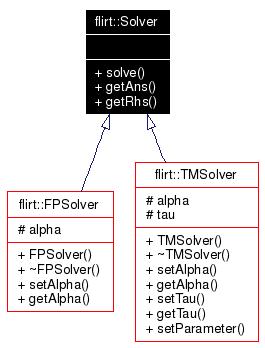 flirt::Solver
+ solve()
+ getAns()
+ getRhs()
flirt::FPSolver
# alpha
+ FPSolver()
+ ~FPSolver()
+ setAlpha()
+ getAlpha()
flirt::TMSolver
# alpha
# tau
+ TMSolver()
+ ~TMSolver()
+ setAlpha()
+ getAlpha()
+ setTau()
+ getTau()
+ setParameter()